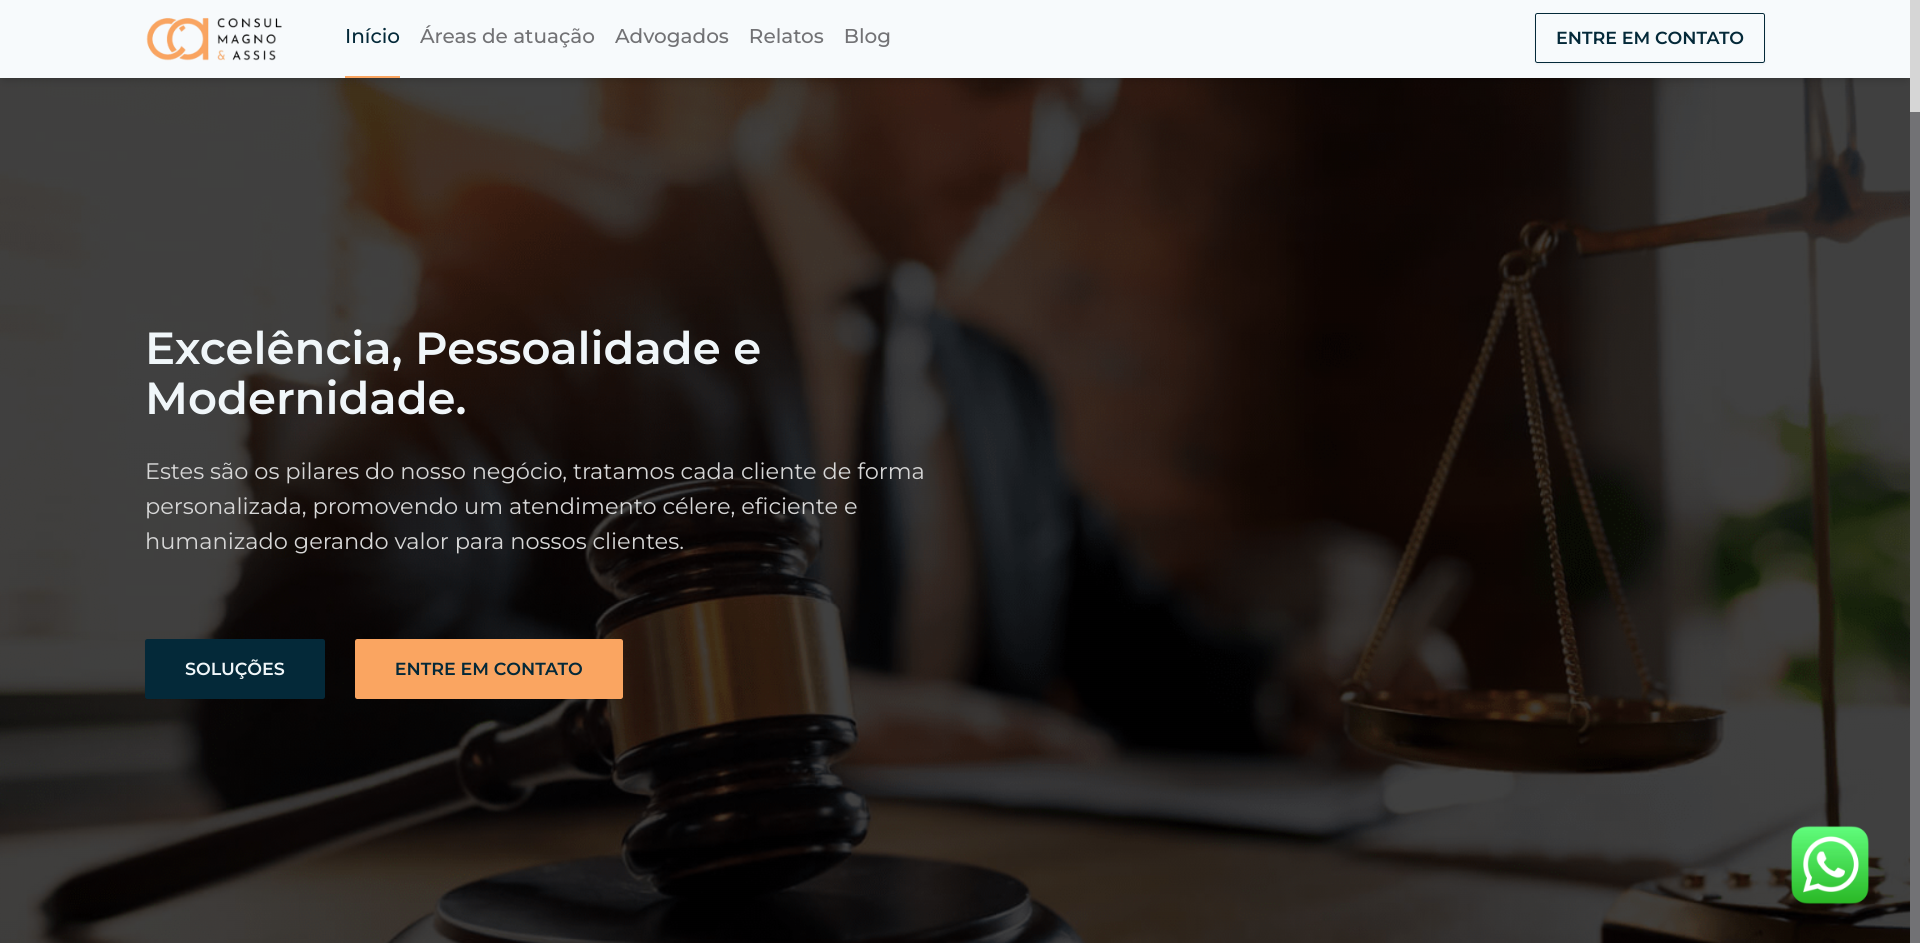 CONSUL
MAGNO
& ASSIS
Início
Áreas de atuação
Advogados
Relatos
Blog
ENTRE EM CONTATO
Excelência, Pessoalidade e
Modernidade.
Estes são os pilares do nosso negócio, tratamos cada cliente de forma
personalizada, promovendo um atendimento célere, eficiente e
humanizado gerando valor para nossos clientes.
SOLUÇÕES
ENTRE EM CONTATO